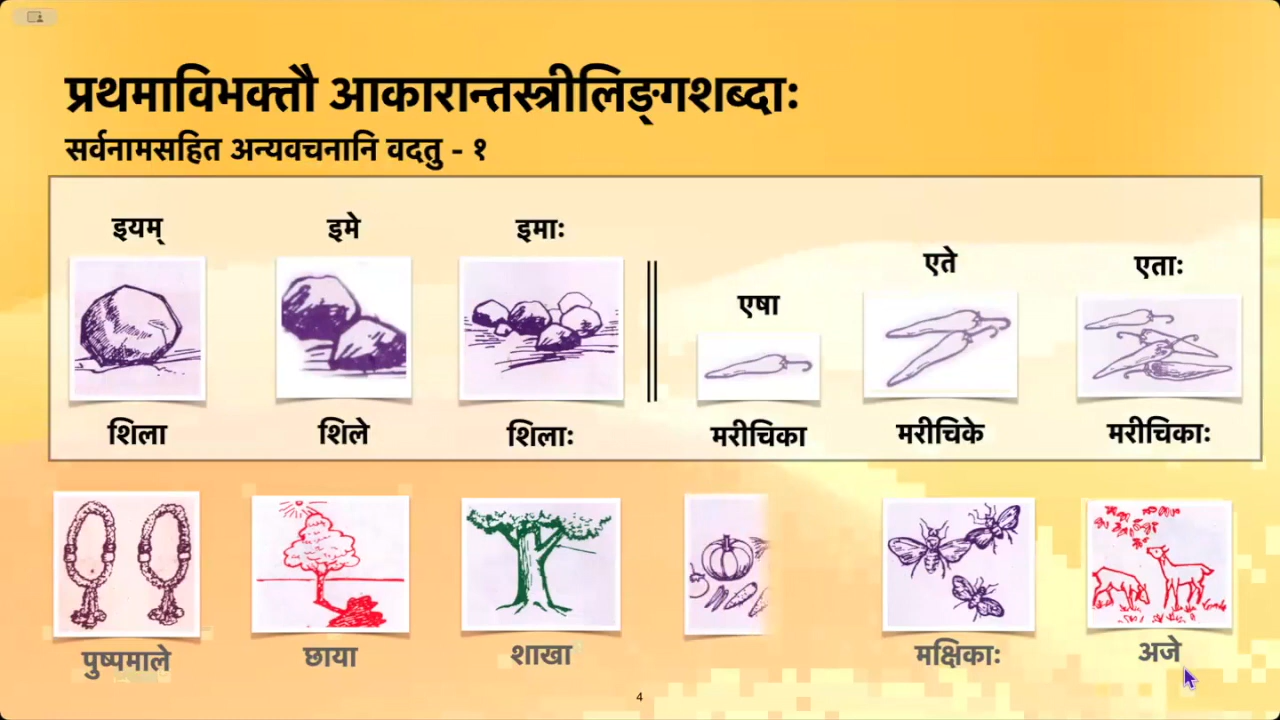 प्रथमाविभक्तौ आकारान्तस्त्रीलिङ्गशब्दाः
सर्वनामसहित अन्यवचनानि वदतु - १
इयम् इमे इमाः एषा एते एताः
शिला शिले शिलाः मरीचिका मरीचिके मरीचिकाः
पुष्पमाले छाया शाखा मक्षिकाः अजे
4